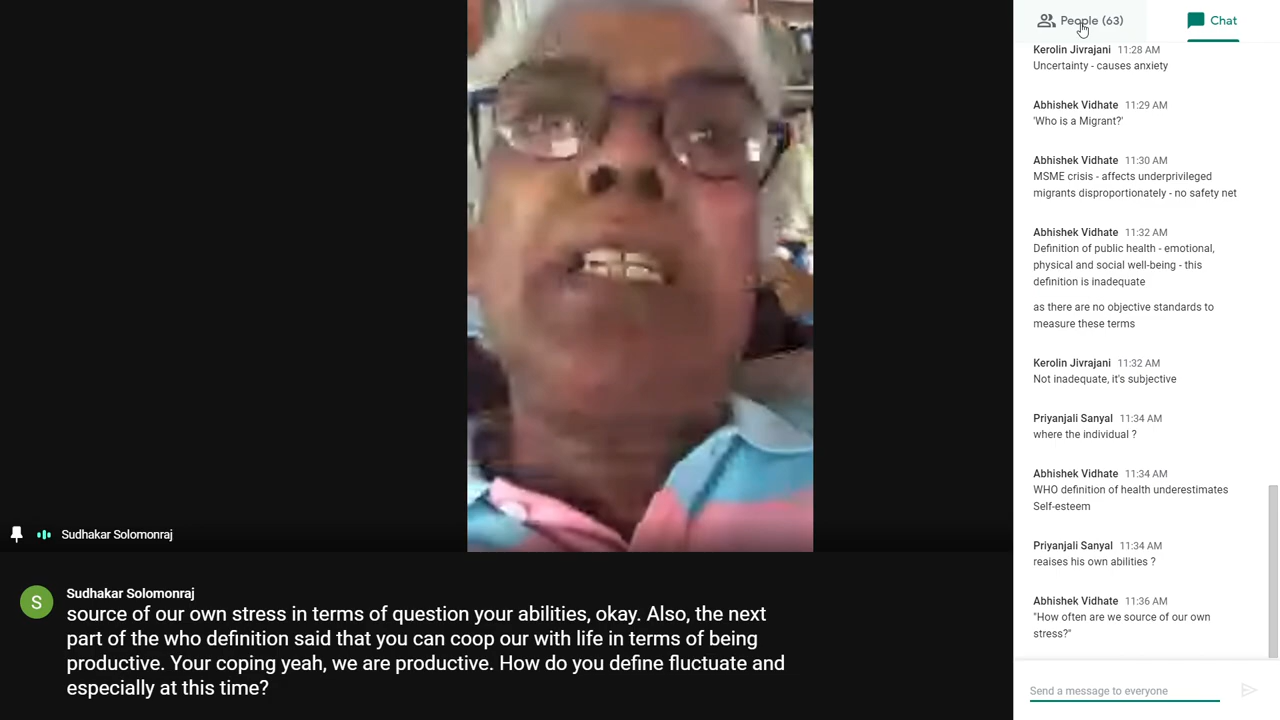 People (63)
Chat
Kerolin Jivrajani 11:28 AM
Uncertainty - causes anxiety
Abhishek Vidhate 11:29 AM
'Who is a Migrant?'
Abhishek Vidhate 11:30 AM
MSME crisis - affects underprivileged
migrants disproportionately - no safety net
Abhishek Vidhate 11:32 AM
Definition of public health - emotional,
physical and social well-being - this
definition is inadequate
as there are no objective standards to
measure these terms
Kerolin Jivrajani 11:32 AM
Not inadequate, it's subjective
Priyanjali Sanyal 11:34 AM
where the individual ?
Abhishek Vidhate 11:34 AM
WHO definition of health underestimates
Self-esteem
Priyanjali Sanyal 11:34 AM
reaises his own abilities ?
Abhishek Vidhate 11:36 AM
"How often are we source of our own
stress?"
Send a message to everyone
Sudhakar Solomonraj
S
Sudhakar Solomonraj
source of our own stress in terms of question your abilities, okay. Also, the next
part of the who definition said that you can coop our with life in terms of being
productive. Your coping yeah, we are productive. How do you define fluctuate and
especially at this time?